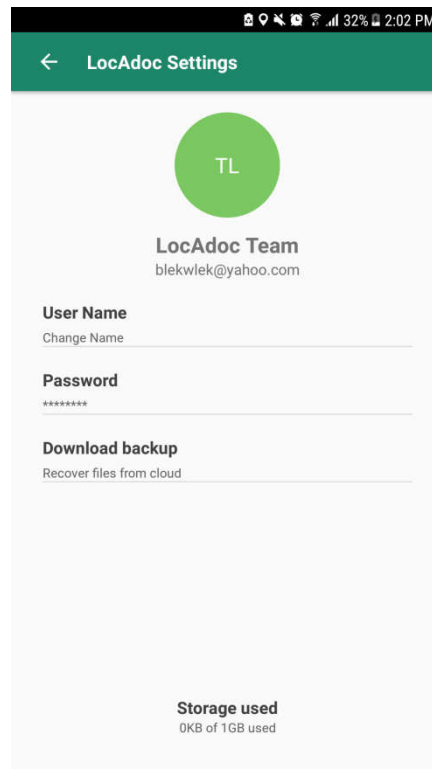 32% 2:02 PM
LocAdoc Settings
TL
LocAdoc Team
blekwlek@yahoo.com
User Name
Change Name
Password
********
Download backup
Recover files from cloud
Storage used
0KB of 1GB used